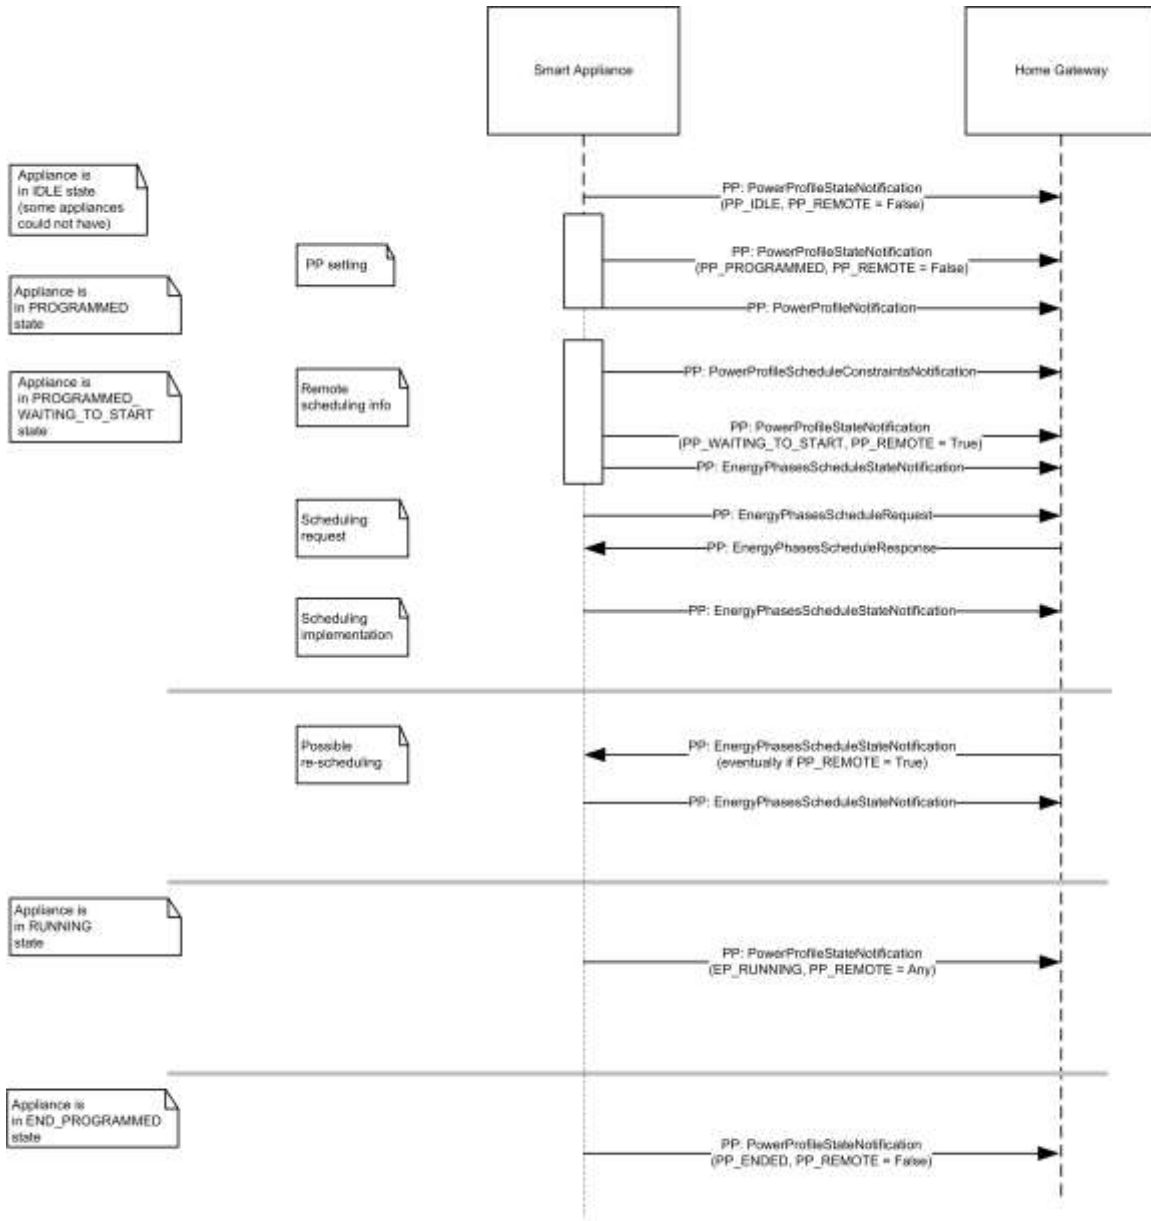 Smart Appliance
Home Gateway
Appliance is
in IDLE state
(some appliances
could not have)
PP: PowerProfileStateNotification
(PP_IDLE, PP_REMOTE = False)
PP setting
PP: PowerProfileStateNotification
(PP_PROGRAMMED, PP_REMOTE = False)
Appliance is
in PROGRAMMED
state
PP: PowerProfileNotification
Appliance is
in PROGRAMMED_
WAITING_TO_START
state
Remote
scheduling info
PP: PowerProfileScheduleConstraintsNotification
PP: PowerProfileStateNotification
(PP_WAITING_TO_START, PP_REMOTE = True)
PP: EnergyPhasesScheduleStateNotification
Scheduling
request
PP: EnergyPhasesScheduleRequest
PP: EnergyPhasesScheduleResponse
Scheduling
implementation
PP: EnergyPhasesScheduleStateNotification
Possible
re-scheduling
PP: EnergyPhasesScheduleStateNotification
(eventually if PP_REMOTE = True)
PP: EnergyPhasesScheduleStateNotification
Appliance is
in RUNNING
state
PP: PowerProfileStateNotification
(EP_RUNNING, PP_REMOTE = Any)
Appliance is
in END_PROGRAMMED
state
PP: PowerProfileStateNotification
(PP_ENDED, PP_REMOTE = False)